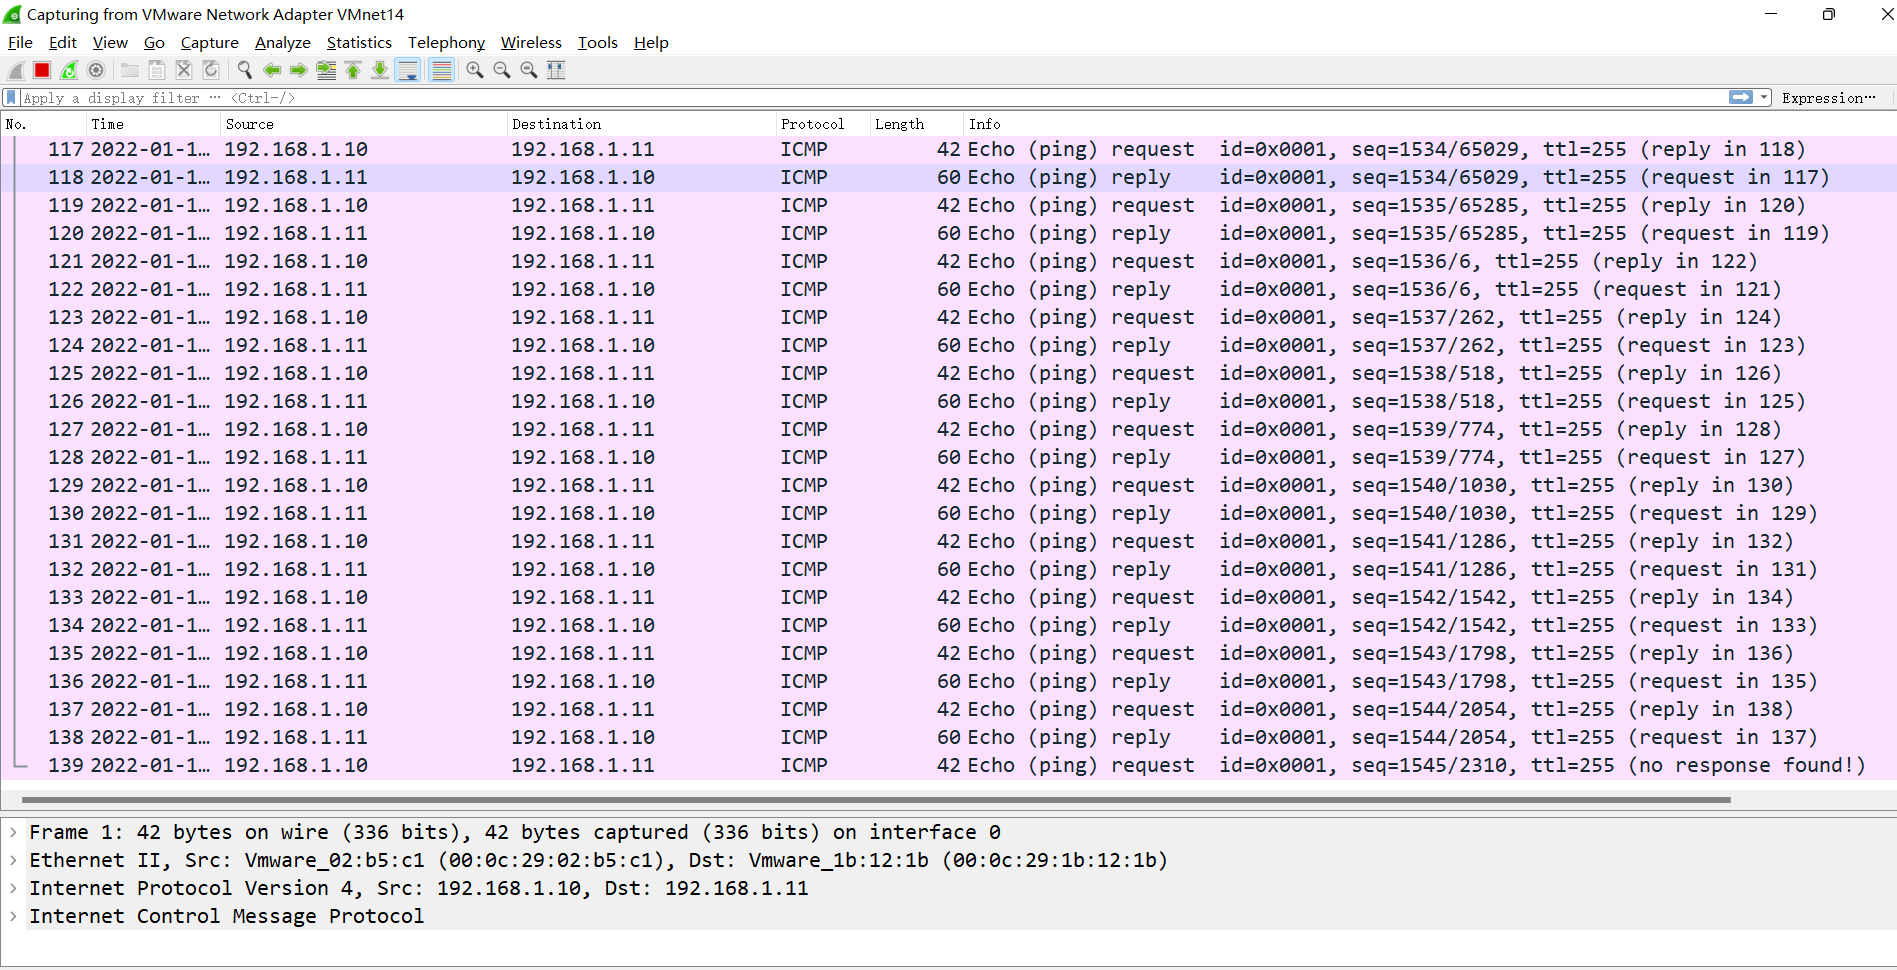 Capturing from VMware Network Adapter VMnet14
File Edit View Go Capture Analyze Statistics Telephony Wireless Tools Help
Apply a display filter … <Ctrl-/> Expression…
No. Time Source Destination Protocol Length Info
117 2022-01-1… 192.168.1.10 192.168.1.11 ICMP 42 Echo (ping) request id=0x0001, seq=1534/65029, ttl=255 (reply in 118)
118 2022-01-1… 192.168.1.11 192.168.1.10 ICMP 60 Echo (ping) reply id=0x0001, seq=1534/65029, ttl=255 (request in 117)
119 2022-01-1… 192.168.1.10 192.168.1.11 ICMP 42 Echo (ping) request id=0x0001, seq=1535/65285, ttl=255 (reply in 120)
120 2022-01-1… 192.168.1.11 192.168.1.10 ICMP 60 Echo (ping) reply id=0x0001, seq=1535/65285, ttl=255 (request in 119)
121 2022-01-1… 192.168.1.10 192.168.1.11 ICMP 42 Echo (ping) request id=0x0001, seq=1536/6, ttl=255 (reply in 122)
122 2022-01-1… 192.168.1.11 192.168.1.10 ICMP 60 Echo (ping) reply id=0x0001, seq=1536/6, ttl=255 (request in 121)
123 2022-01-1… 192.168.1.10 192.168.1.11 ICMP 42 Echo (ping) request id=0x0001, seq=1537/262, ttl=255 (reply in 124)
124 2022-01-1… 192.168.1.11 192.168.1.10 ICMP 60 Echo (ping) reply id=0x0001, seq=1537/262, ttl=255 (request in 123)
125 2022-01-1… 192.168.1.10 192.168.1.11 ICMP 42 Echo (ping) request id=0x0001, seq=1538/518, ttl=255 (reply in 126)
126 2022-01-1… 192.168.1.11 192.168.1.10 ICMP 60 Echo (ping) reply id=0x0001, seq=1538/518, ttl=255 (request in 125)
127 2022-01-1… 192.168.1.10 192.168.1.11 ICMP 42 Echo (ping) request id=0x0001, seq=1539/774, ttl=255 (reply in 128)
128 2022-01-1… 192.168.1.11 192.168.1.10 ICMP 60 Echo (ping) reply id=0x0001, seq=1539/774, ttl=255 (request in 127)
129 2022-01-1… 192.168.1.10 192.168.1.11 ICMP 42 Echo (ping) request id=0x0001, seq=1540/1030, ttl=255 (reply in 130)
130 2022-01-1… 192.168.1.11 192.168.1.10 ICMP 60 Echo (ping) reply id=0x0001, seq=1540/1030, ttl=255 (request in 129)
131 2022-01-1… 192.168.1.10 192.168.1.11 ICMP 42 Echo (ping) request id=0x0001, seq=1541/1286, ttl=255 (reply in 132)
132 2022-01-1… 192.168.1.11 192.168.1.10 ICMP 60 Echo (ping) reply id=0x0001, seq=1541/1286, ttl=255 (request in 131)
133 2022-01-1… 192.168.1.10 192.168.1.11 ICMP 42 Echo (ping) request id=0x0001, seq=1542/1542, ttl=255 (reply in 134)
134 2022-01-1… 192.168.1.11 192.168.1.10 ICMP 60 Echo (ping) reply id=0x0001, seq=1542/1542, ttl=255 (request in 133)
135 2022-01-1… 192.168.1.10 192.168.1.11 ICMP 42 Echo (ping) request id=0x0001, seq=1543/1798, ttl=255 (reply in 136)
136 2022-01-1… 192.168.1.11 192.168.1.10 ICMP 60 Echo (ping) reply id=0x0001, seq=1543/1798, ttl=255 (request in 135)
137 2022-01-1… 192.168.1.10 192.168.1.11 ICMP 42 Echo (ping) request id=0x0001, seq=1544/2054, ttl=255 (reply in 138)
138 2022-01-1… 192.168.1.11 192.168.1.10 ICMP 60 Echo (ping) reply id=0x0001, seq=1544/2054, ttl=255 (request in 137)
139 2022-01-1… 192.168.1.10 192.168.1.11 ICMP 42 Echo (ping) request id=0x0001, seq=1545/2310, ttl=255 (no response found!)
Frame 1: 42 bytes on wire (336 bits), 42 bytes captured (336 bits) on interface 0
Ethernet II, Src: Vmware_02:b5:c1 (00:0c:29:02:b5:c1), Dst: Vmware_1b:12:1b (00:0c:29:1b:12:1b)
Internet Protocol Version 4, Src: 192.168.1.10, Dst: 192.168.1.11
Internet Control Message Protocol